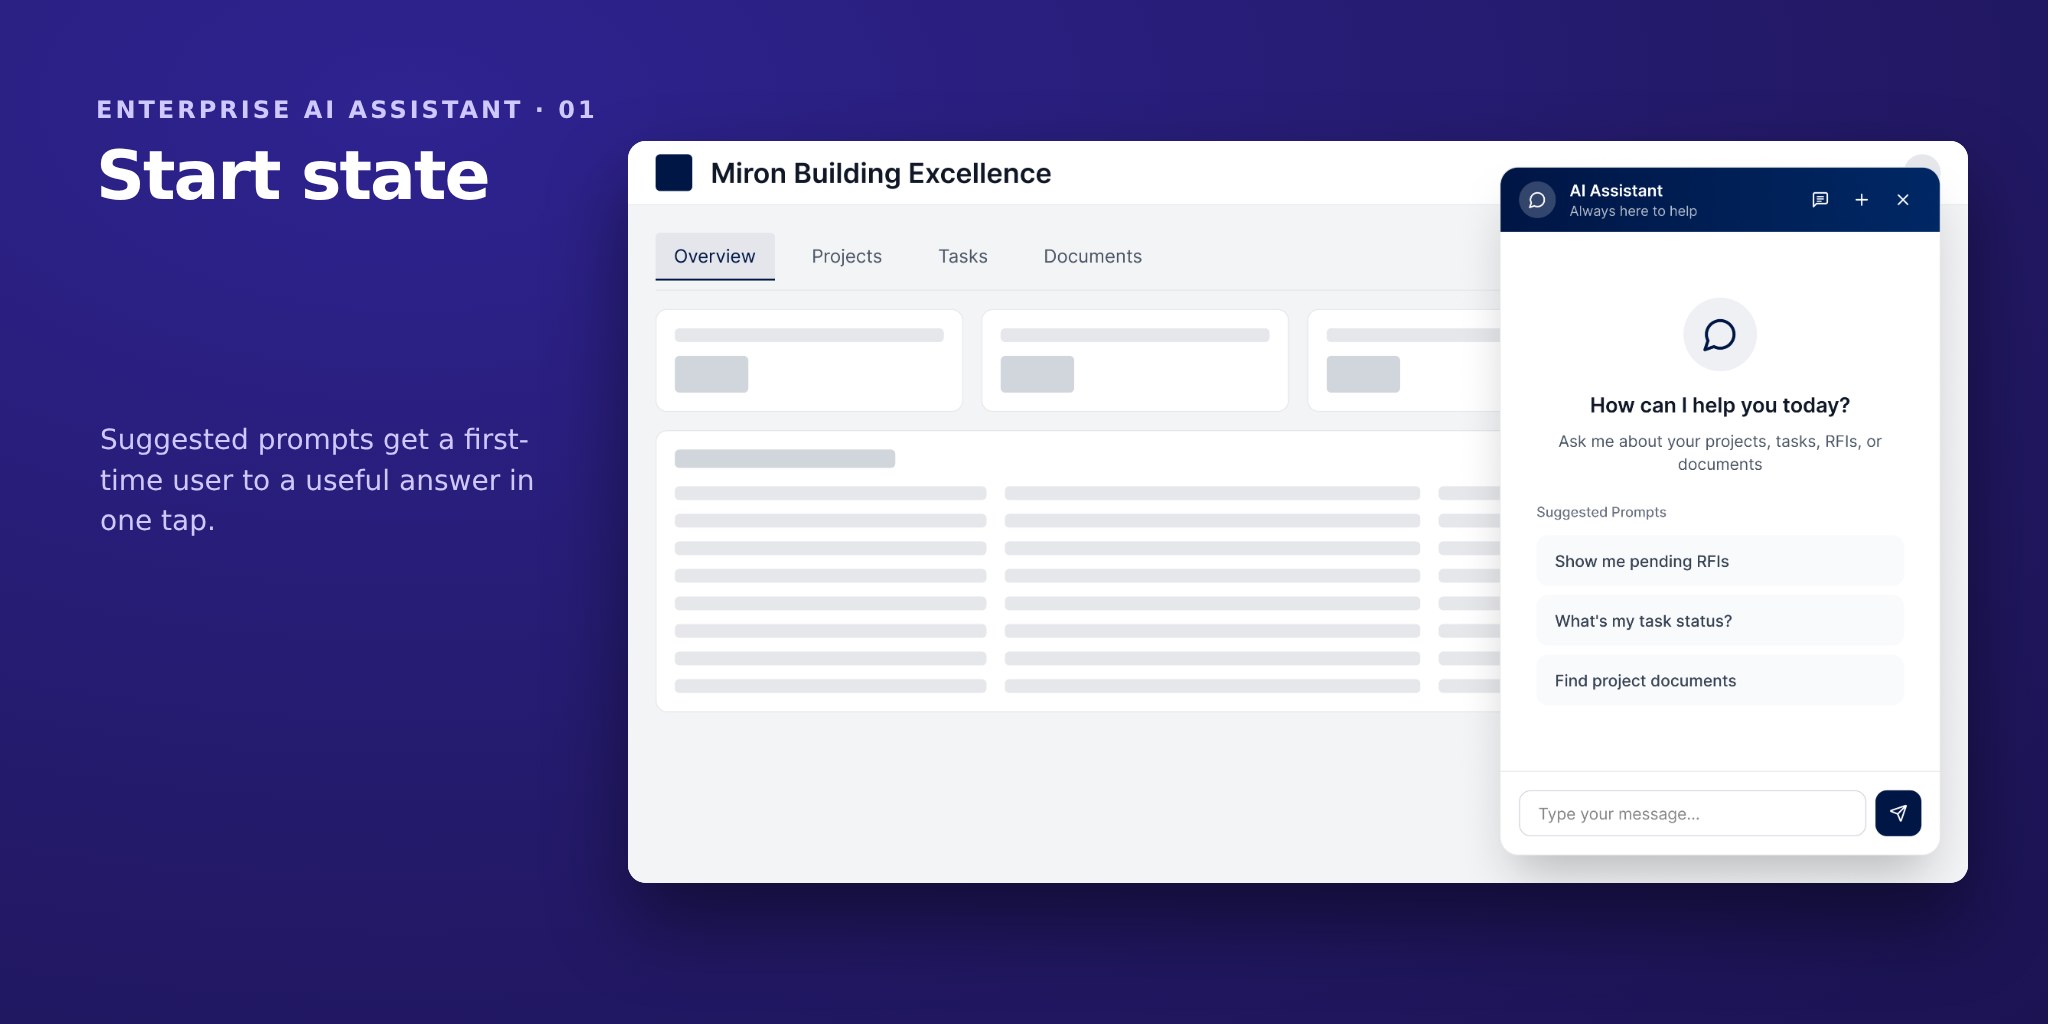 ENTERPRISE AI ASSISTANT · 01
Start state
Suggested prompts get a first-
time user to a useful answer in
one tap.
Miron Building Excellence
Overview
Projects
Tasks
Documents
AI Assistant
Always here to help
How can I help you today?
Ask me about your projects, tasks, RFIs, or
documents
Suggested Prompts
Show me pending RFIs
What's my task status?
Find project documents
Type your message...